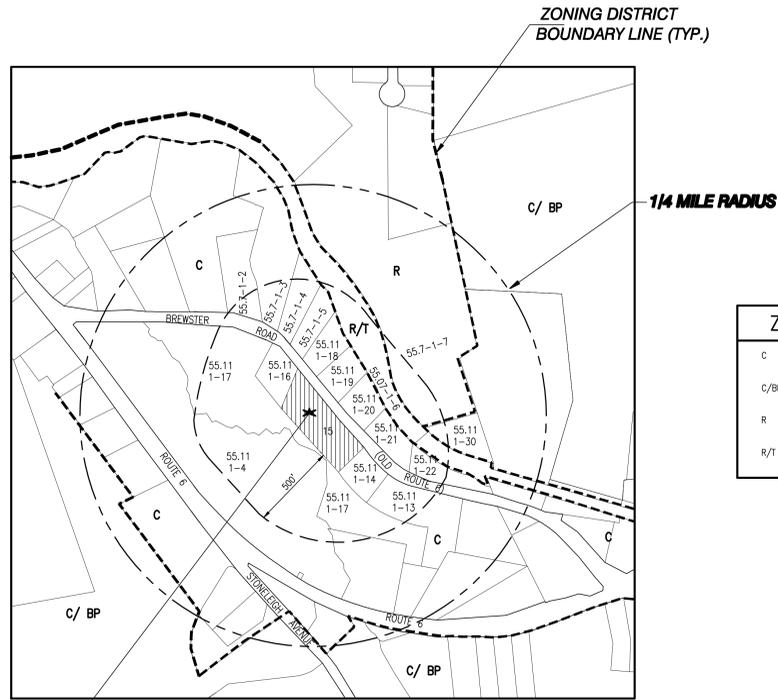 ZONING DISTRICT
BOUNDARY LINE (TYP.)
1/4 MILE RADIUS
C/ BP
C
R
55.7-1-2
55.7-1-3
55.7-1-4
55.7-1-5
BREWSTER
ROAD
R/T
55.7-1-7
55.11
1-18
55.11
1-17
55.11
1-16
55.11
1-19
55.07-1-6
55.11
1-20
15
55.11
1-21
55.11
1-30
55.11
1-4
ROUTE 6
500'
(OLD
ROUTE 6)
55.11
1-14
55.11
1-22
55.11
1-17
55.11
1-13
C
C
C
C/ BP
STONELEIGH
AVENUE
ROUTE 6
C/ BP
Z
C
R
R/T